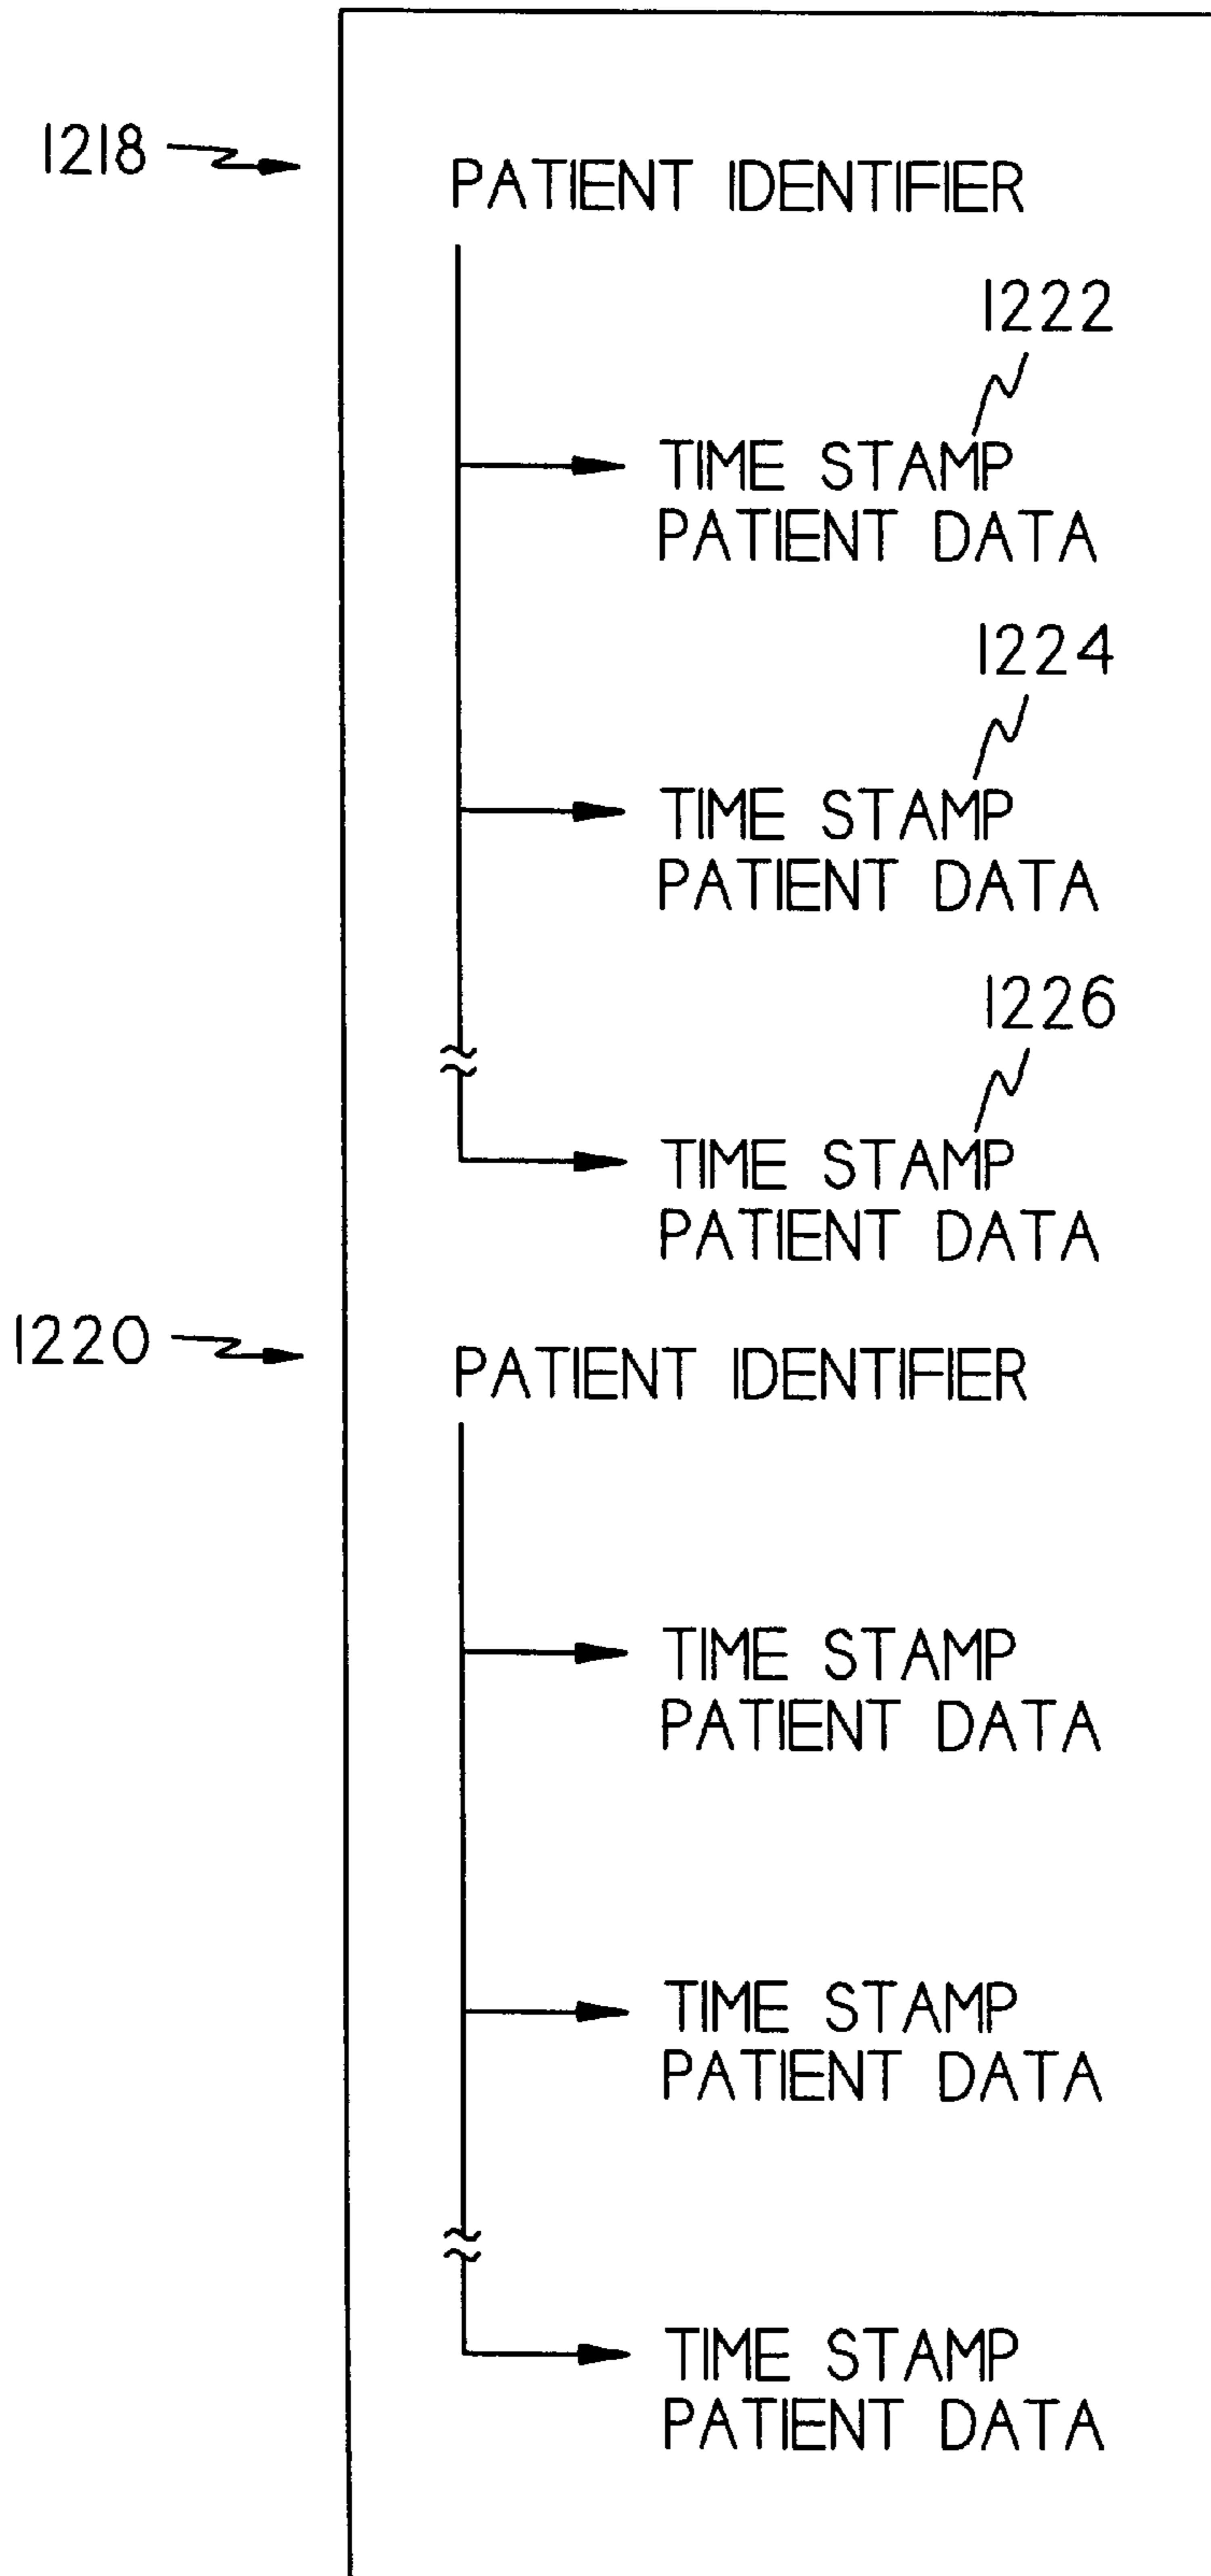 1218
PATIENT IDENTIFIER
1222
TIME STAMP
PATIENT DATA
1224
TIME STAMP
PATIENT DATA
1226
TIME STAMP
PATIENT DATA
1220
PATIENT IDENTIFIER
TIME STAMP
PATIENT DATA
TIME STAMP
PATIENT DATA
TIME STAMP
PATIENT DATA